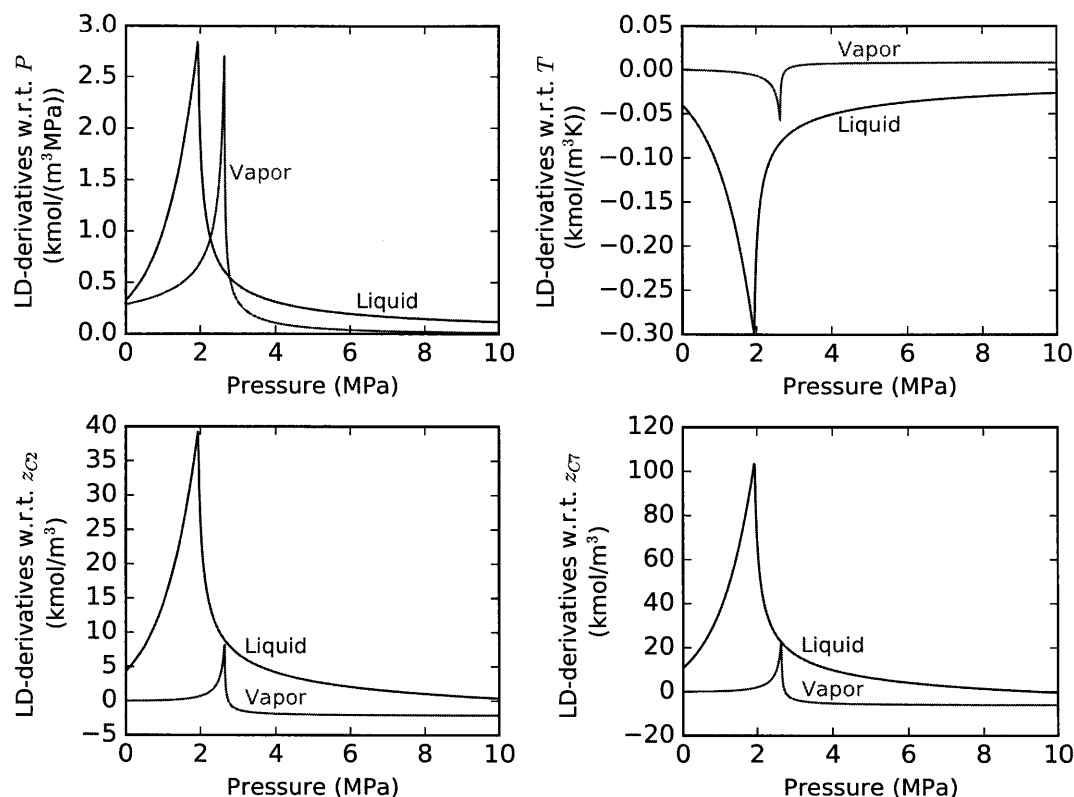 LD-derivatives w.r.t. P
(kmol/(m³MPa))
3.0
2.5
2.0
1.5
1.0
0.5
0.0
Vapor
Liquid
0 2 4 6 8 10
Pressure (MPa)
LD-derivatives w.r.t. T
(kmol/(m³K))
0.05
0.00
−0.05
−0.10
−0.15
−0.20
−0.25
−0.30
Vapor
Liquid
0 2 4 6 8 10
Pressure (MPa)
LD-derivatives w.r.t. z_C2
(kmol/m³)
40
35
30
25
20
15
10
5
0
−5
Liquid
Vapor
0 2 4 6 8 10
Pressure (MPa)
LD-derivatives w.r.t. z_C7
(kmol/m³)
120
100
80
60
40
20
0
−20
Liquid
Vapor
0 2 4 6 8 10
Pressure (MPa)